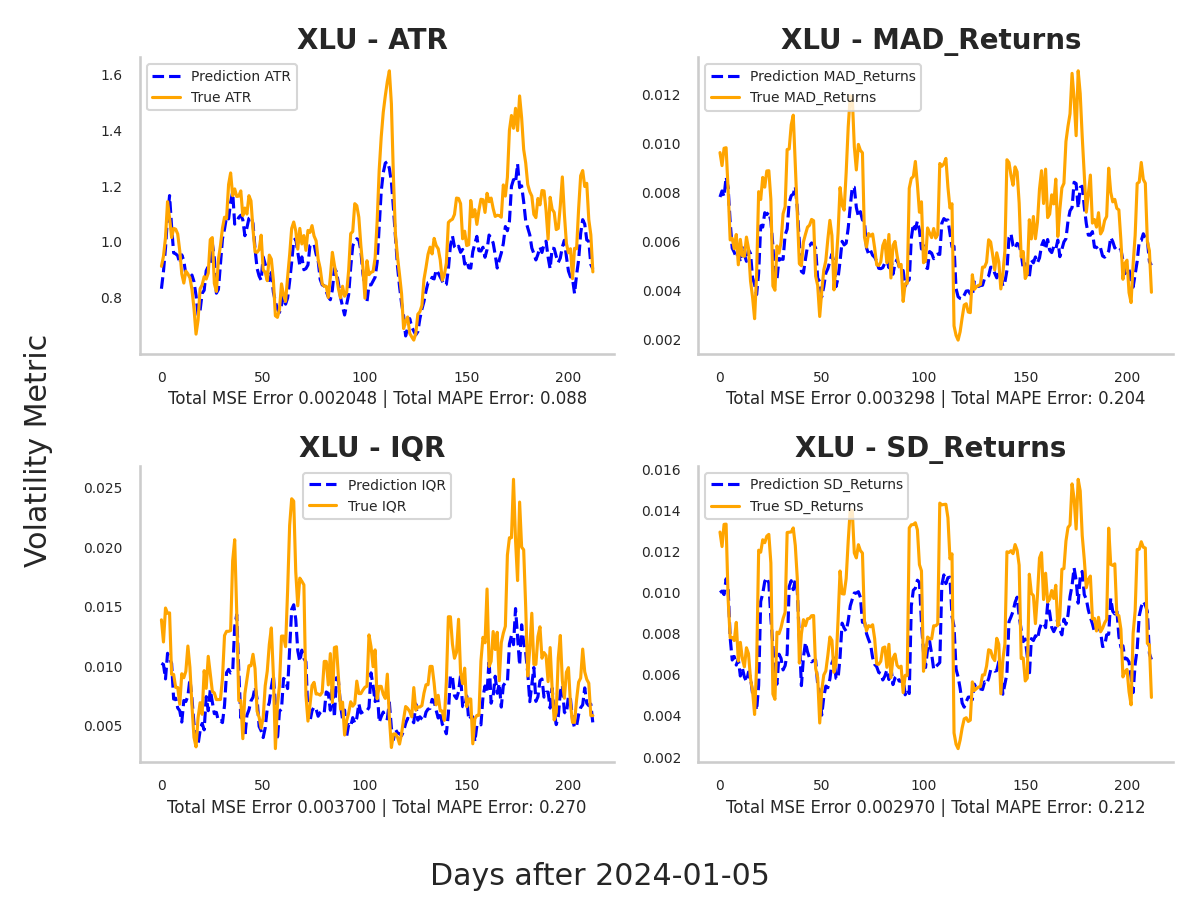 XLU - ATR
Prediction ATR
True ATR
1.6
1.4
1.2
1.0
0.8
0
50
100
150
200
Total MSE Error 0.002048 | Total MAPE Error: 0.088
XLU - MAD_Returns
Prediction MAD_Returns
True MAD_Returns
0.012
0.010
0.008
0.006
0.004
0.002
0
50
100
150
200
Total MSE Error 0.003298 | Total MAPE Error: 0.204
Volatility Metric
XLU - IQR
Prediction IQR
True IQR
0.025
0.020
0.015
0.010
0.005
0
50
100
150
200
Total MSE Error 0.003700 | Total MAPE Error: 0.270
XLU - SD_Returns
Prediction SD_Returns
True SD_Returns
0.016
0.014
0.012
0.010
0.008
0.006
0.004
0.002
0
50
100
150
200
Total MSE Error 0.002970 | Total MAPE Error: 0.212
Days after 2024-01-05